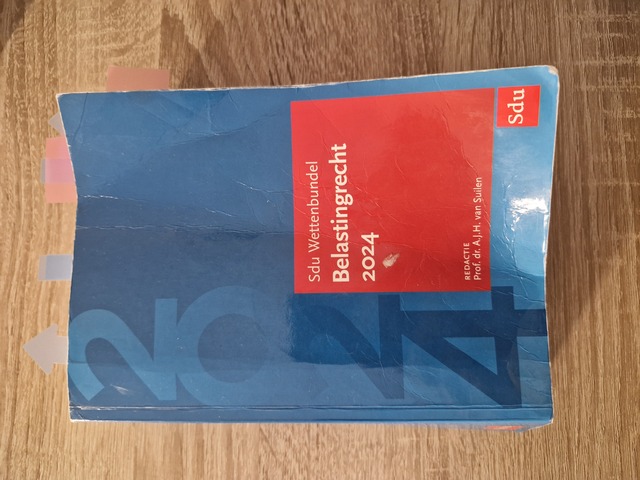 Sdu
Sdu Wettenbundel
Belastingrecht
2024
REDACTIE
Prof. dr. A.J.H. van Suilen
2024